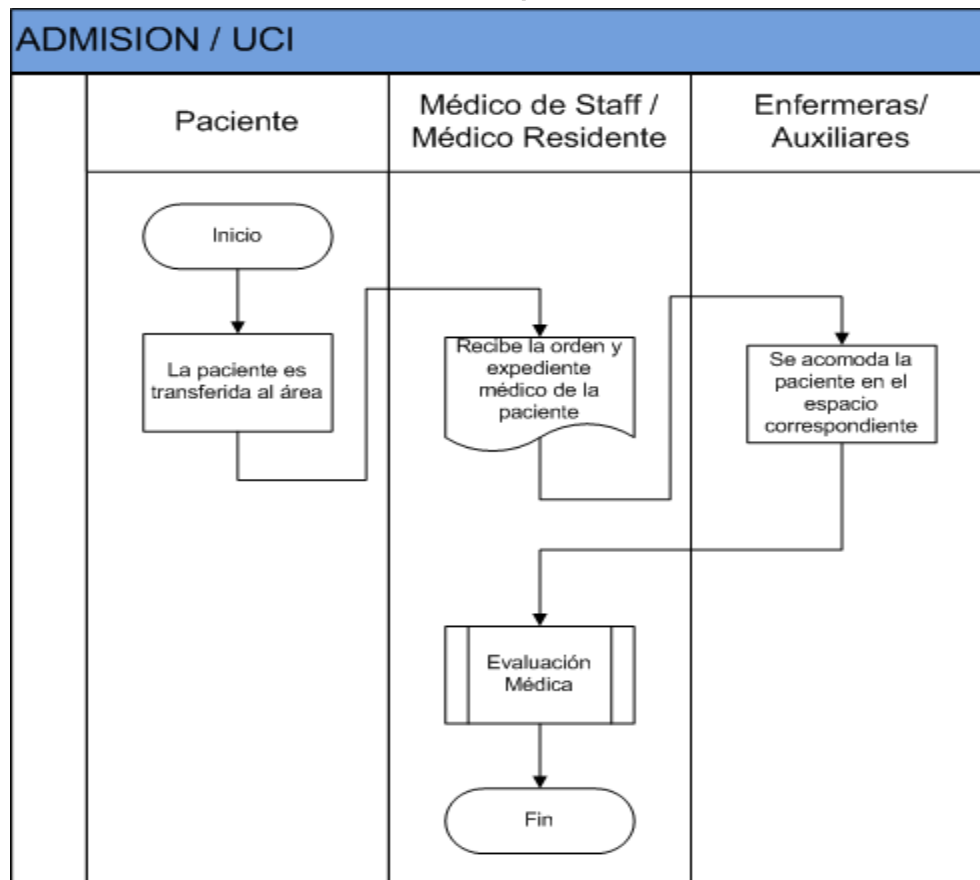 ADMISION / UCI
Paciente
Médico de Staff /
Médico Residente
Enfermeras/
Auxiliares
Inicio
La paciente es
transferida al área
Recibe la orden y
expediente
médico de la
paciente
Se acomoda la
paciente en el
espacio
correspondiente
Evaluación
Médica
Fin